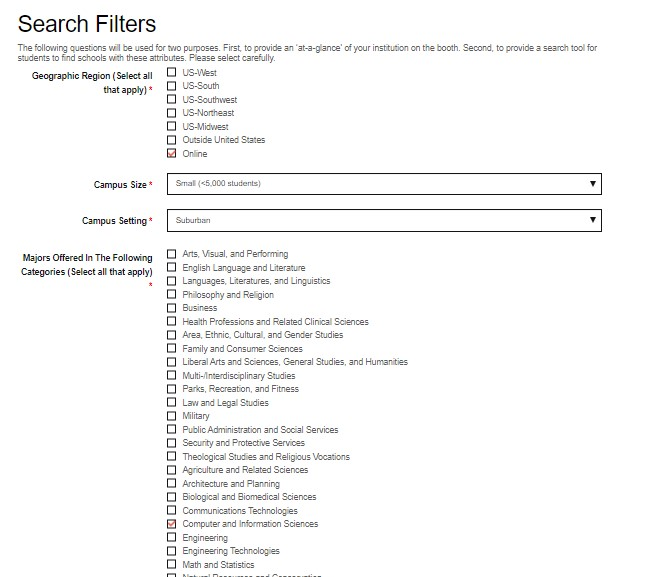 Search Filters
The following questions will be used for two purposes. First, to provide an 'at-a-glance' of your institution on the booth. Second, to provide a search tool for
students to find schools with these attributes. Please select carefully.
Geographic Region (Select all
that apply) *
US-West
US-South
US-Southwest
US-Northeast
US-Midwest
Outside United States
Online
Campus Size *
Small (<5,000 students)
Campus Setting *
Suburban
Majors Offered In The Following
Categories (Select all that apply)
*
Arts, Visual, and Performing
English Language and Literature
Languages, Literatures, and Linguistics
Philosophy and Religion
Business
Health Professions and Related Clinical Sciences
Area, Ethnic, Cultural, and Gender Studies
Family and Consumer Sciences
Liberal Arts and Sciences, General Studies, and Humanities
Multi-/Interdisciplinary Studies
Parks, Recreation, and Fitness
Law and Legal Studies
Military
Public Administration and Social Services
Security and Protective Services
Theological Studies and Religious Vocations
Agriculture and Related Sciences
Architecture and Planning
Biological and Biomedical Sciences
Communications Technologies
Computer and Information Sciences
Engineering
Engineering Technologies
Math and Statistics
Natural Resources and Conservation